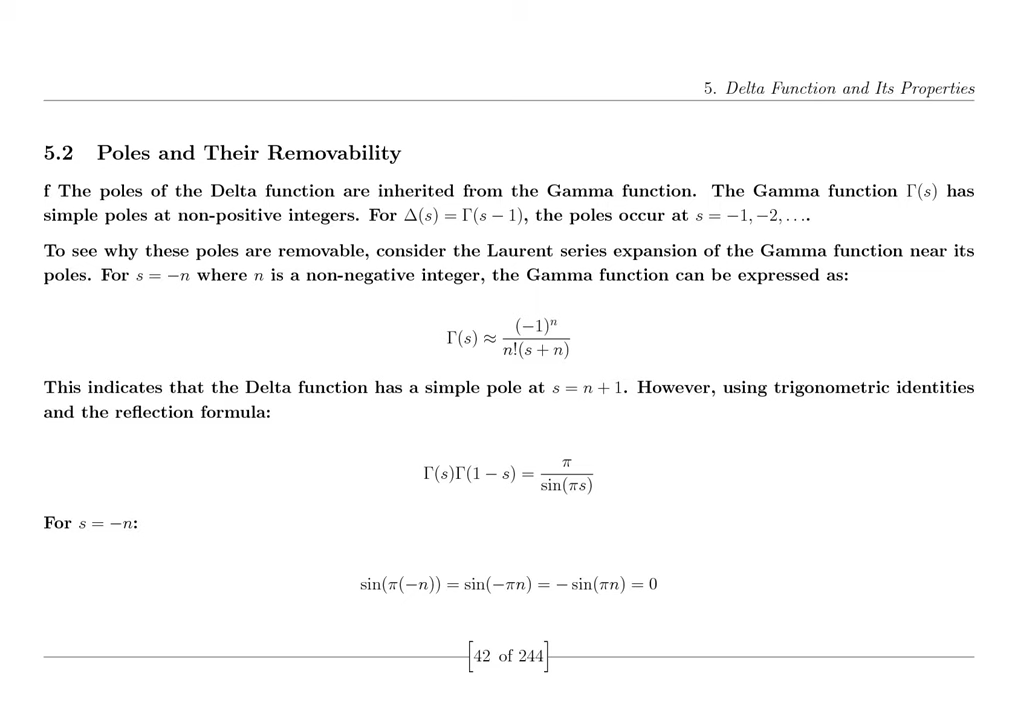 5. Delta Function and Its Properties
5.2 Poles and Their Removability
f The poles of the Delta function are inherited from the Gamma function. The Gamma function Γ(s) has
simple poles at non-positive integers. For Δ(s) = Γ(s − 1), the poles occur at s = −1, −2, . . ..
To see why these poles are removable, consider the Laurent series expansion of the Gamma function near its
poles. For s = −n where n is a non-negative integer, the Gamma function can be expressed as:
Γ(s) ≈ (−1)^n / n!(s + n)
This indicates that the Delta function has a simple pole at s = n + 1. However, using trigonometric identities
and the reflection formula:
Γ(s)Γ(1 − s) = π / sin(πs)
For s = −n:
sin(π(−n)) = sin(−πn) = − sin(πn) = 0
[42 of 244]